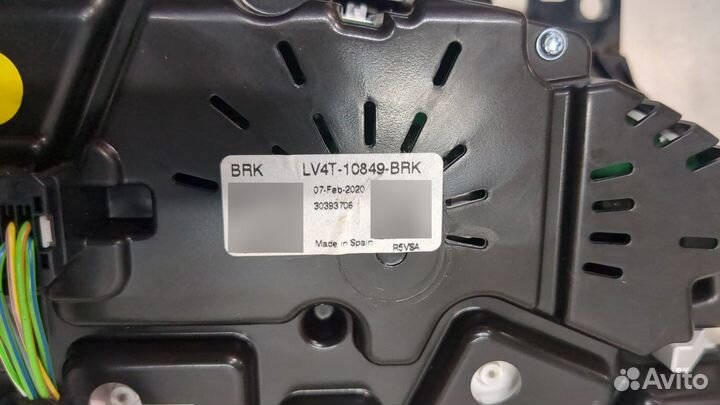 BRK LV4T-10849-BRK
07-Feb-2020
30393706
Made in Spain R5VSA
Avito